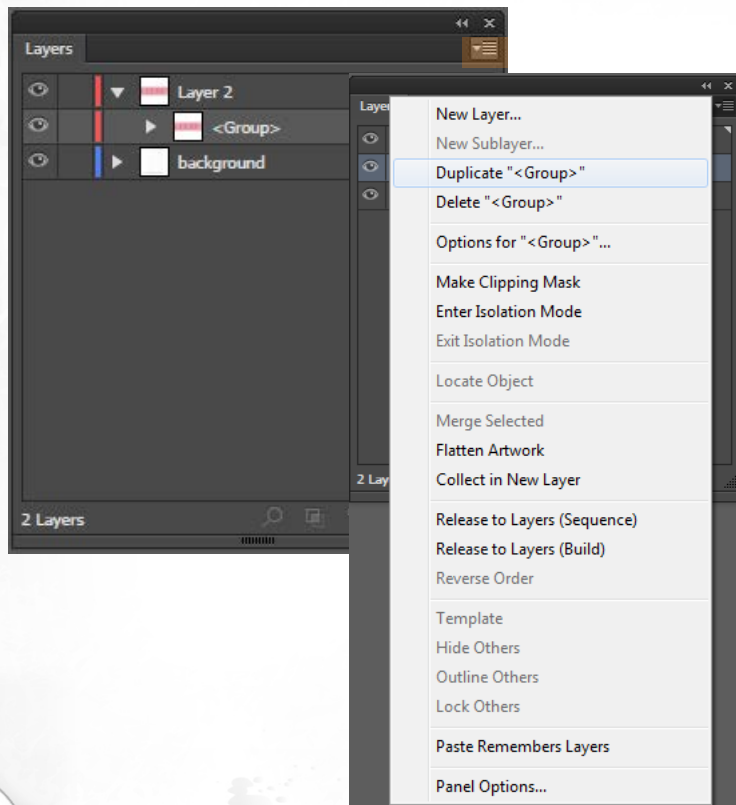 Layers
Layer 2
<Group>
background
2 Layers
Laye
New Layer...
New Sublayer...
Duplicate "<Group>"
Delete "<Group>"
Options for "<Group>"...
Make Clipping Mask
Enter Isolation Mode
Exit Isolation Mode
Locate Object
Merge Selected
Flatten Artwork
Collect in New Layer
2 Lay
Release to Layers (Sequence)
Release to Layers (Build)
Reverse Order
Template
Hide Others
Outline Others
Lock Others
Paste Remembers Layers
Panel Options...